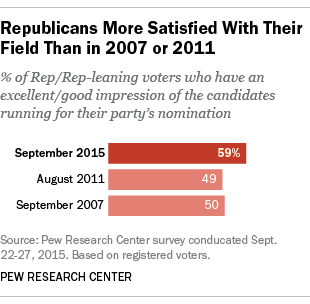 Republicans More Satisfied With Their
Field Than in 2007 or 2011
% of Rep/Rep-leaning voters who have an
excellent/good impression of the candidates
running for their party's nomination
September 2015 59%
August 2011 49
September 2007 50
Source: Pew Research Center survey conducated Sept.
22-27, 2015. Based on registered voters.
PEW RESEARCH CENTER